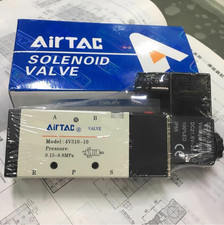 AirTAC
SOLENOID
VALVE
A B
AirTAC ® VALVE
Model: 4V310-10
Pressure:
0.15-0.8MPa
R P S